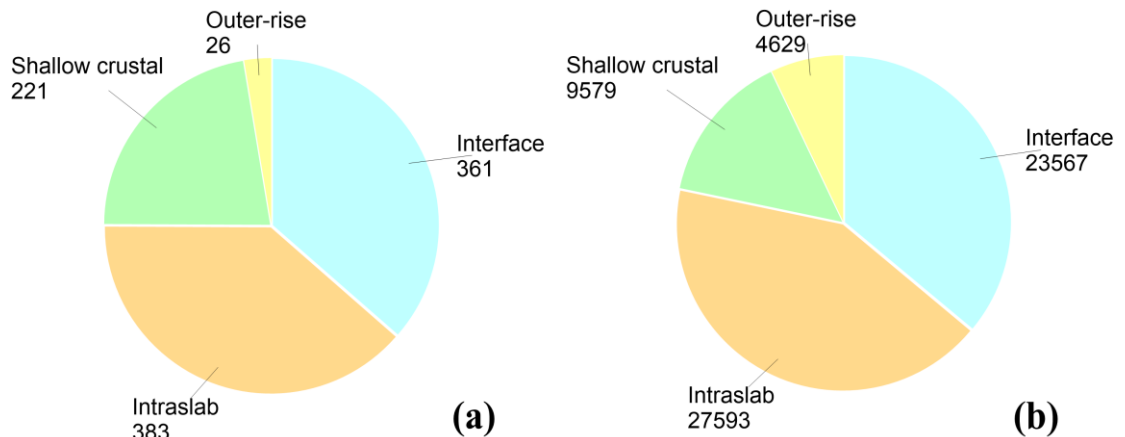 Outer-rise
26
Shallow crustal
221
Interface
361
Intraslab
383
(a)
Outer-rise
4629
Shallow crustal
9579
Interface
23567
Intraslab
27593
(b)